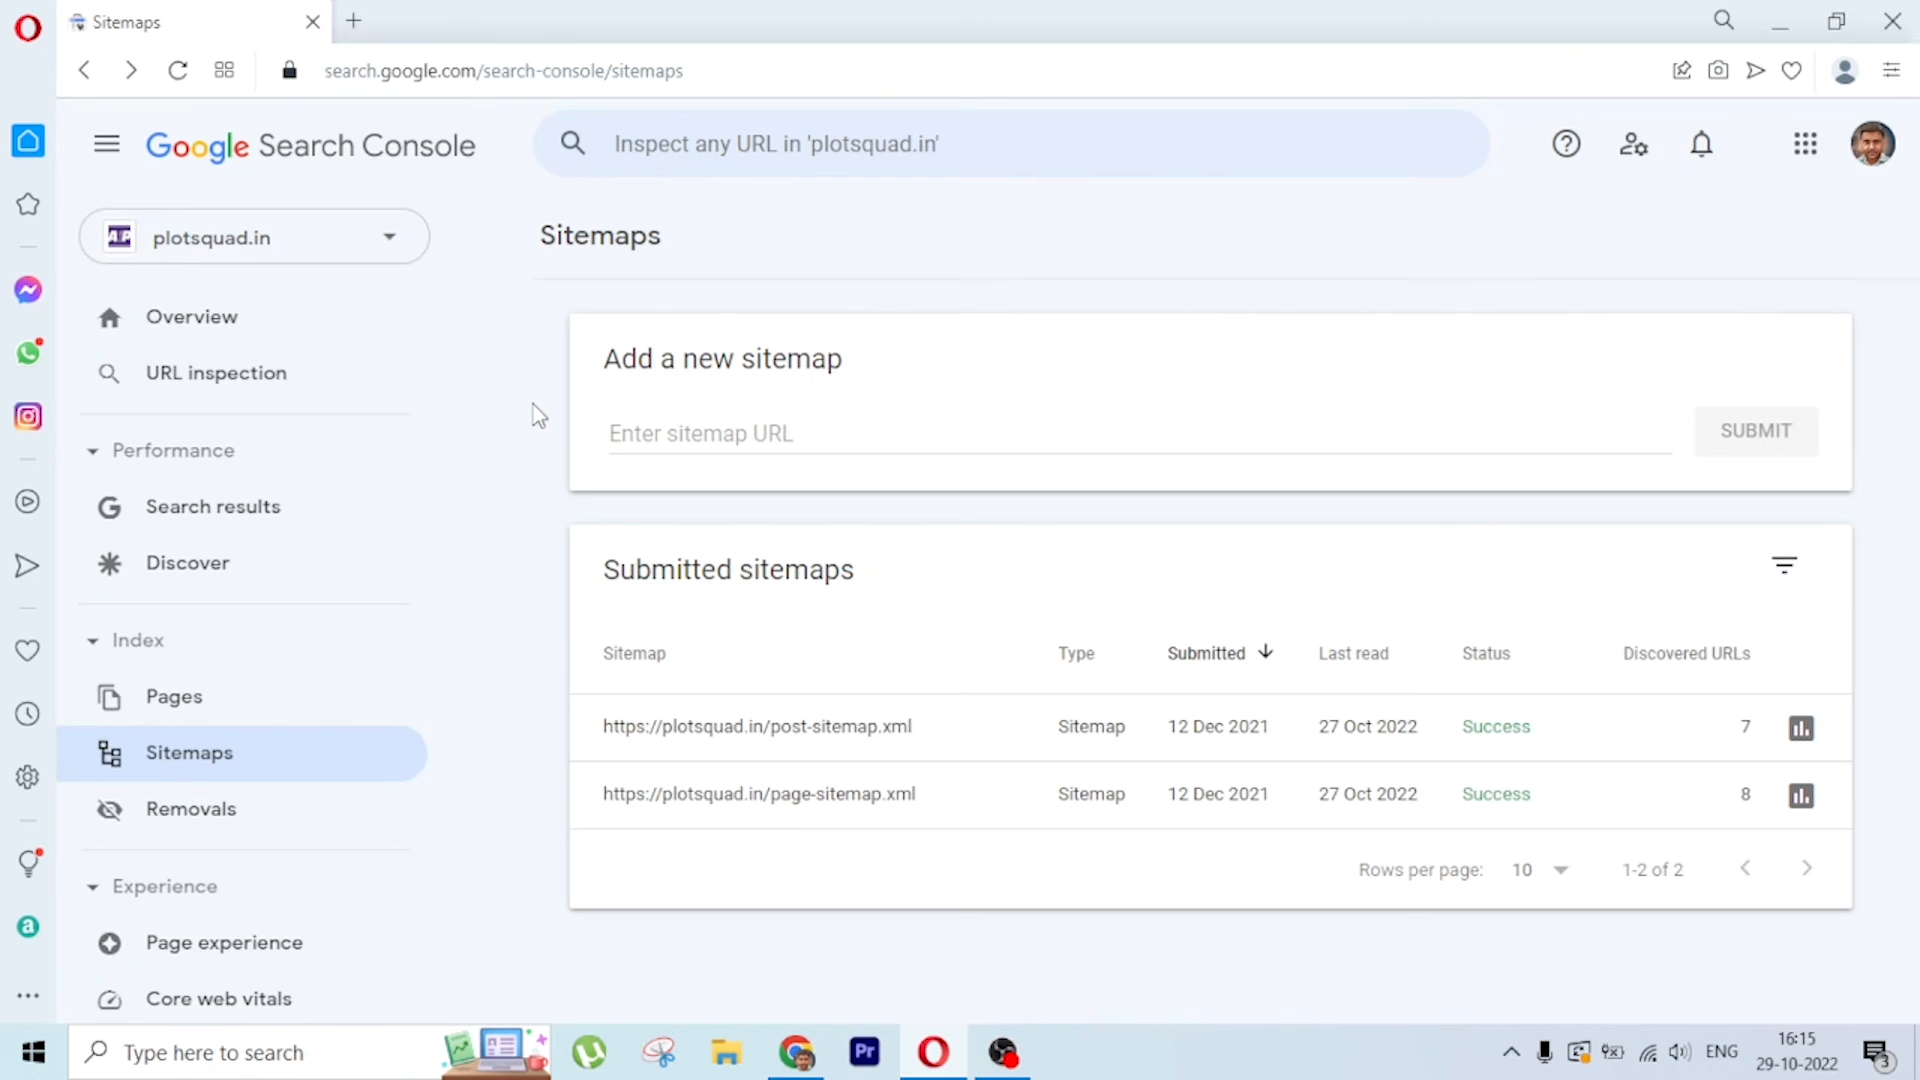 Sitemaps
search.google.com/search-console/sitemaps
Google Search Console
Inspect any URL in 'plotsquad.in'
plotsquad.in
Sitemaps
Overview
URL inspection
Performance
Search results
Discover
Index
Pages
Sitemaps
Removals
Experience
Page experience
Core web vitals
Add a new sitemap
Enter sitemap URL
SUBMIT
Submitted sitemaps
Sitemap Type Submitted Last read Status Discovered URLs
https://plotsquad.in/post-sitemap.xml Sitemap 12 Dec 2021 27 Oct 2022 Success 7
https://plotsquad.in/page-sitemap.xml Sitemap 12 Dec 2021 27 Oct 2022 Success 8
Rows per page: 10 1-2 of 2
Type here to search
Pr
ENG
16:15
29-10-2022
3